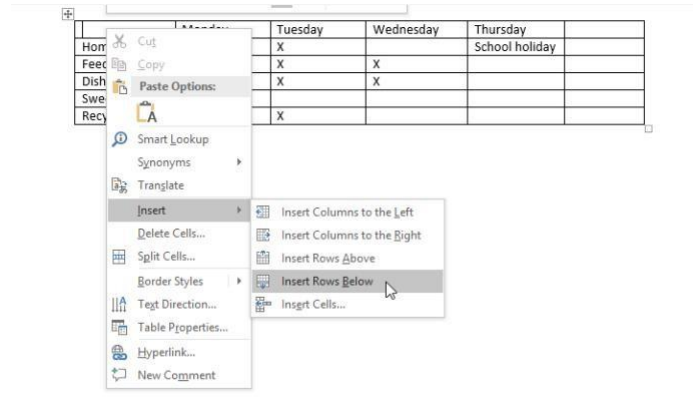 Monday Tuesday Wednesday Thursday
Hom X School holiday
Feed X X
Dish X X
Swe
Recy X
Cut
Copy
Paste Options:
Smart Lookup
Synonyms
Translate
Insert
Delete Cells...
Split Cells...
Border Styles
Text Direction...
Table Properties...
Hyperlink...
New Comment
Insert Columns to the Left
Insert Columns to the Right
Insert Rows Above
Insert Rows Below
Insert Cells...